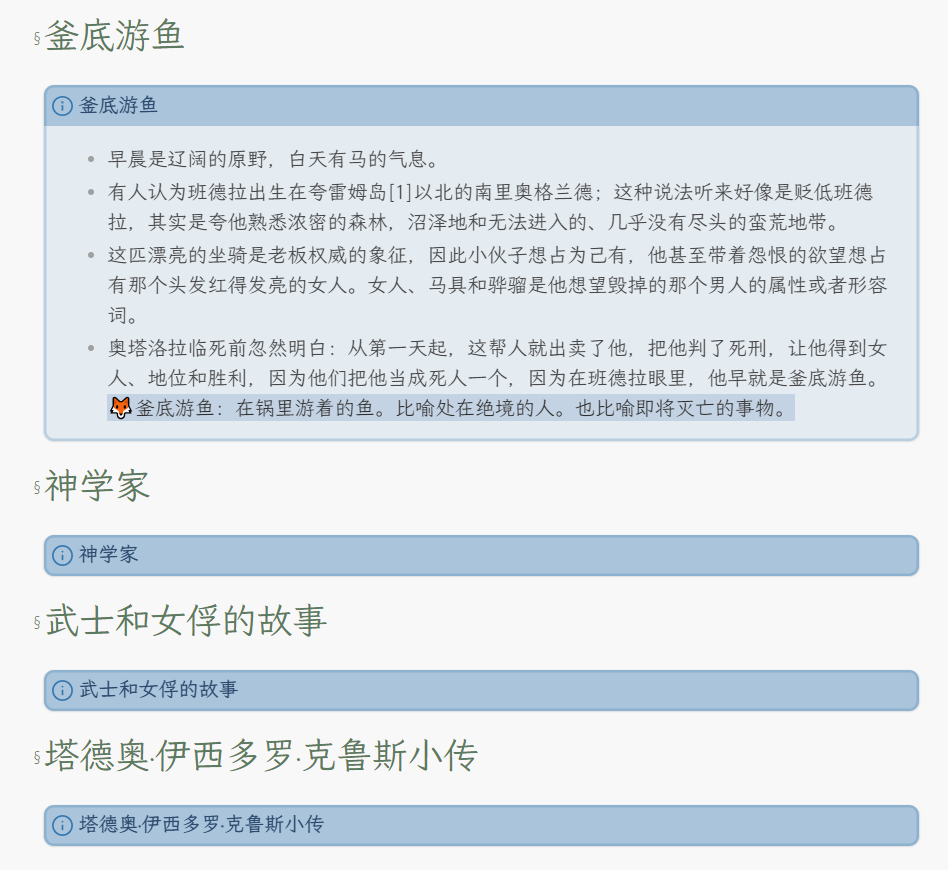 §釜底游鱼
釜底游鱼
• 早晨是辽阔的原野，白天有马的气息。
• 有人认为班德拉出生在夸雷姆岛[1]以北的南里奥格兰德；这种说法听来好像是贬低班德
拉，其实是夸他熟悉浓密的森林，沼泽地和无法进入的、几乎没有尽头的蛮荒地带。
• 这匹漂亮的坐骑是老板权威的象征，因此小伙子想占为己有，他甚至带着怨恨的欲望想占
有那个头发红得发亮的女人。女人、马具和骅骝是他想望毁掉的那个男人的属性或者形容
词。
• 奥塔洛拉临死前忽然明白：从第一天起，这帮人就出卖了他，把他判了死刑，让他得到女
人、地位和胜利，因为他们把他当成死人一个，因为在班德拉眼里，他早就是釜底游鱼。
🦊釜底游鱼：在锅里游着的鱼。比喻处在绝境的人。也比喻即将灭亡的事物。
§神学家
神学家
§武士和女俘的故事
武士和女俘的故事
§塔德奥·伊西多罗·克鲁斯小传
塔德奥·伊西多罗·克鲁斯小传